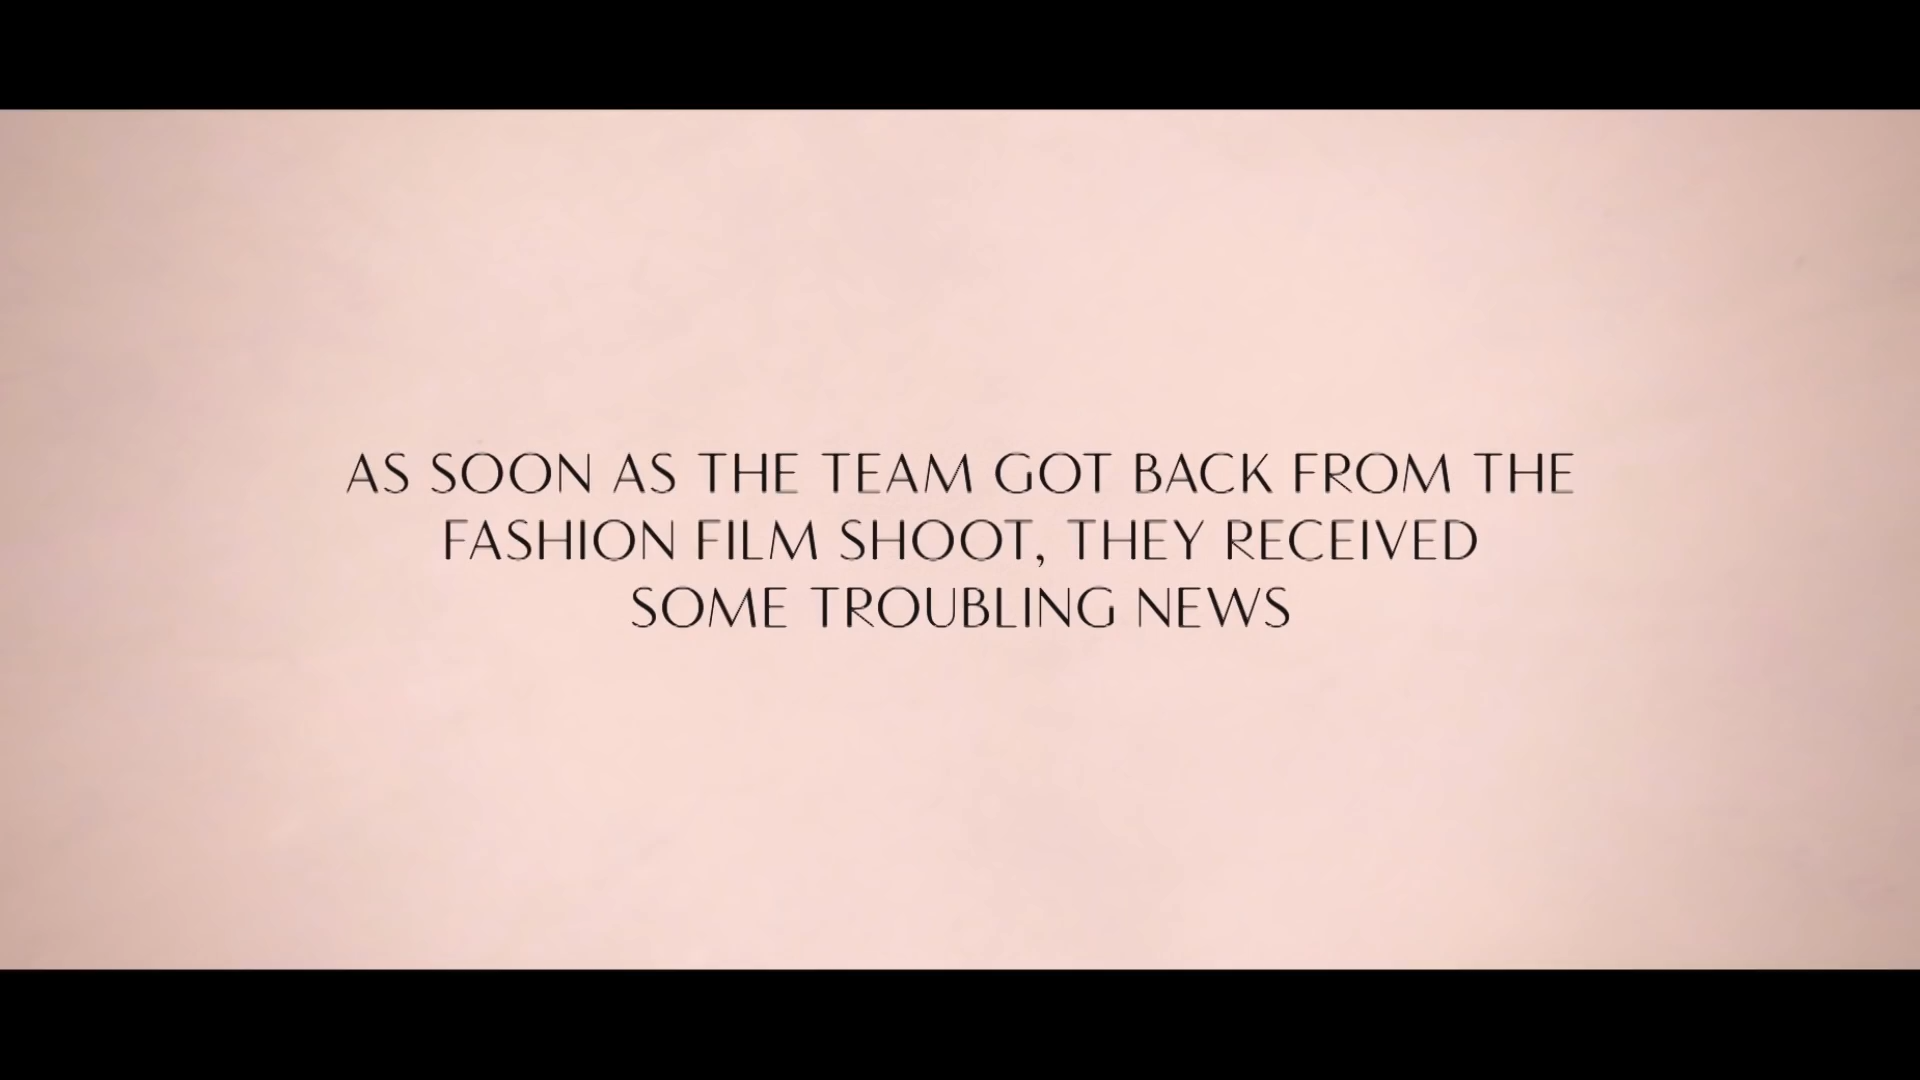 AS SOON AS THE TEAM GOT BACK FROM THE
FASHION FILM SHOOT, THEY RECEIVED
SOME TROUBLING NEWS